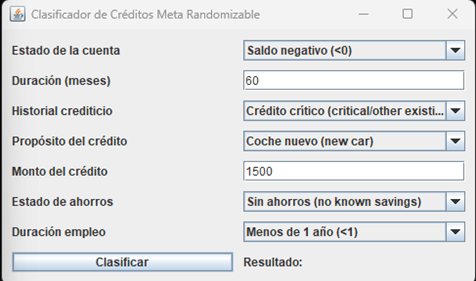 Clasificador de Créditos Meta Randomizable
Estado de la cuenta Saldo negativo (<0)
Duración (meses) 60
Historial crediticio Crédito crítico (critical/other existi...
Propósito del crédito Coche nuevo (new car)
Monto del crédito 1500
Estado de ahorros Sin ahorros (no known savings)
Duración empleo Menos de 1 año (<1)
Clasificar Resultado: